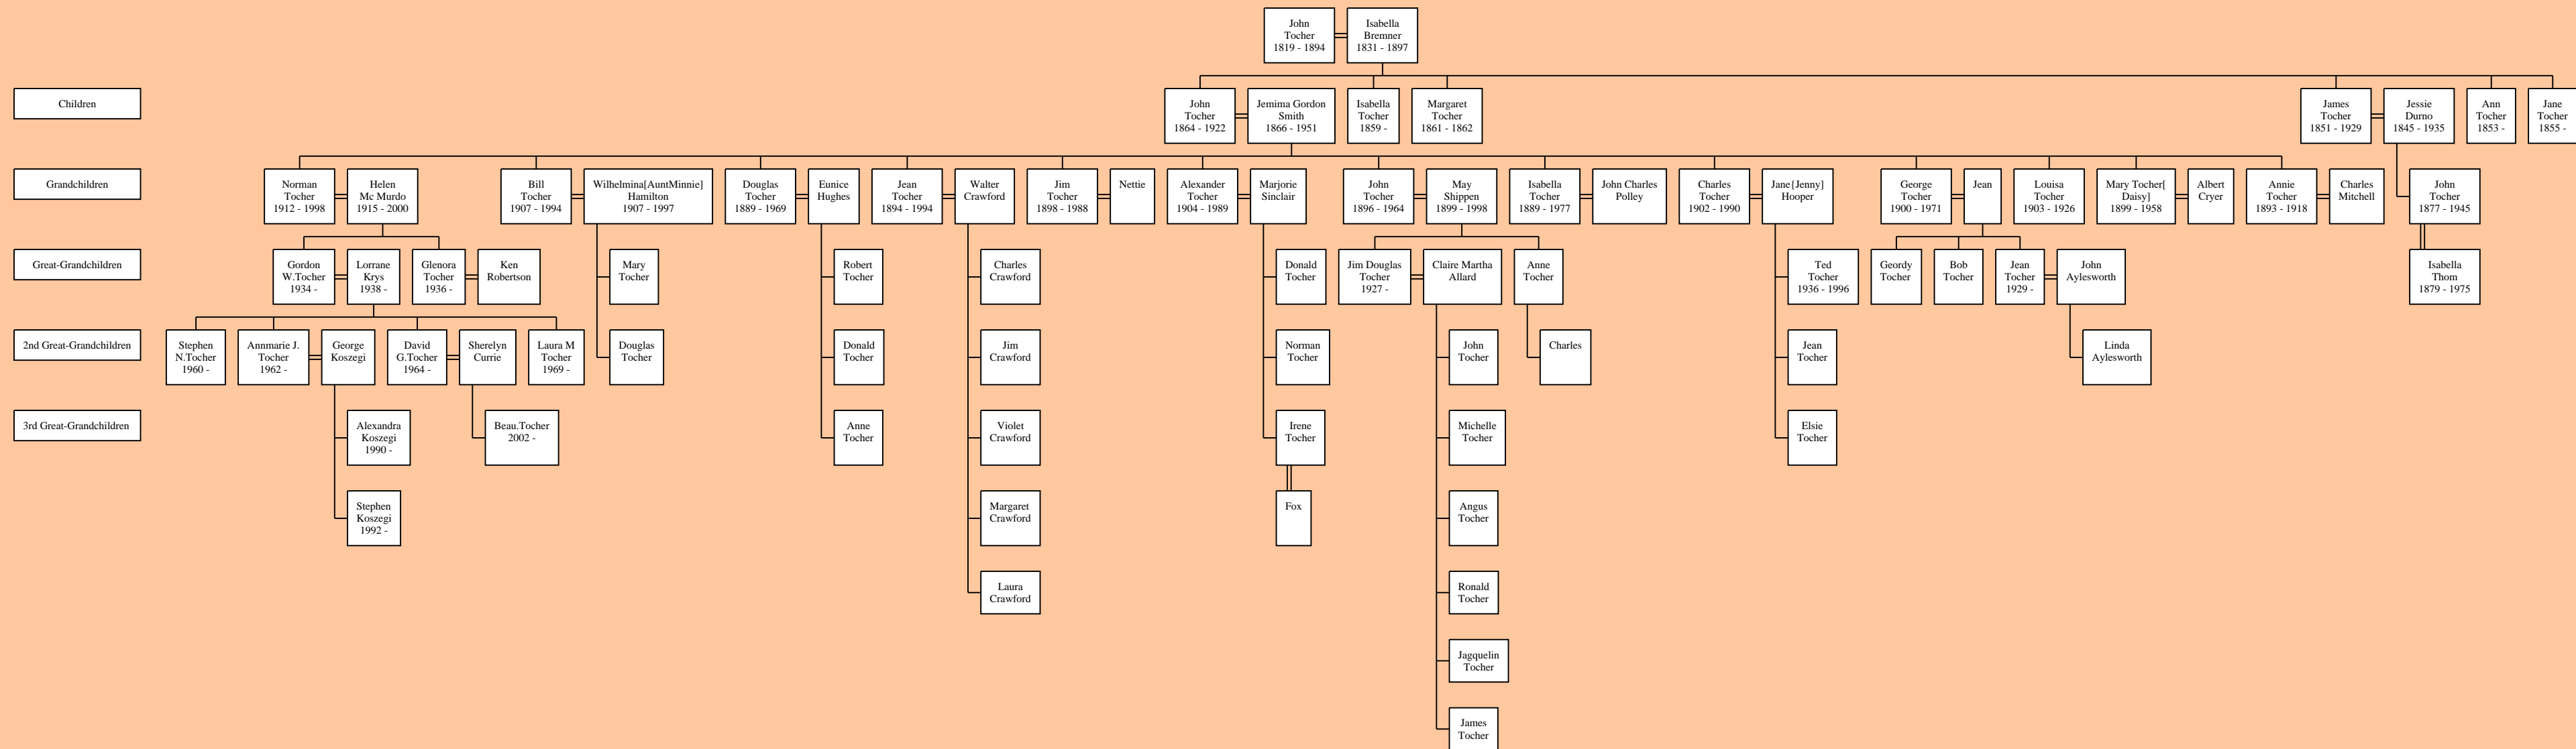 John
Tocher
1819 - 1894
Isabella
Bremner
1831 - 1897
Children
John
Tocher
1864 - 1922
Jemima Gordon
Smith
1866 - 1951
Isabella
Tocher
1859 -
Margaret
Tocher
1861 - 1862
James
Tocher
1851 - 1929
Jessie
Durno
1845 - 1935
Ann
Tocher
1853 -
Jane
Tocher
1855 -
Grandchildren
Norman
Tocher
1912 - 1998
Helen
Mc Murdo
1915 - 2000
Bill
Tocher
1907 - 1994
Wilhelmina[AuntMinnie]
Hamilton
1907 - 1997
Douglas
Tocher
1889 - 1969
Eunice
Hughes
Jean
Tocher
1894 - 1994
Walter
Crawford
Jim
Tocher
1898 - 1988
Nettie
Alexander
Tocher
1904 - 1989
Marjorie
Sinclair
John
Tocher
1896 - 1964
May
Shippen
1899 - 1998
Isabella
Tocher
1889 - 1977
John Charles
Polley
Charles
Tocher
1902 - 1990
Jane{Jenny]
Hooper
George
Tocher
1900 - 1971
Jean
Louisa
Tocher
1903 - 1926
Mary Tocher[
Daisy]
1899 - 1958
Albert
Cryer
Annie
Tocher
1893 - 1918
Charles
Mitchell
John
Tocher
1877 - 1945
Great-Grandchildren
Gordon
W.Tocher
1934 -
Lorrane
Krys
1938 -
Glenora
Tocher
1936 -
Ken
Robertson
Mary
Tocher
Robert
Tocher
Charles
Crawford
Donald
Tocher
Jim Douglas
Tocher
1927 -
Claire Martha
Allard
Anne
Tocher
Ted
Tocher
1936 - 1996
Geordy
Tocher
Bob
Tocher
Jean
Tocher
1929 -
John
Aylesworth
Isabella
Thom
1879 - 1975
2nd Great-Grandchildren
Stephen
N.Tocher
1960 -
Annmarie J.
Tocher
1962 -
George
Koszegi
David
G.Tocher
1964 -
Sherelyn
Currie
Laura M
Tocher
1969 -
Douglas
Tocher
Donald
Tocher
Jim
Crawford
Norman
Tocher
John
Tocher
Charles
Jean
Tocher
Linda
Aylesworth
3rd Great-Grandchildren
Alexandra
Koszegi
1990 -
Beau.Tocher
2002 -
Anne
Tocher
Violet
Crawford
Irene
Tocher
Michelle
Tocher
Elsie
Tocher
Stephen
Koszegi
1992 -
Margaret
Crawford
Fox
Angus
Tocher
Laura
Crawford
Ronald
Tocher
Jagquelin
Tocher
James
Tocher